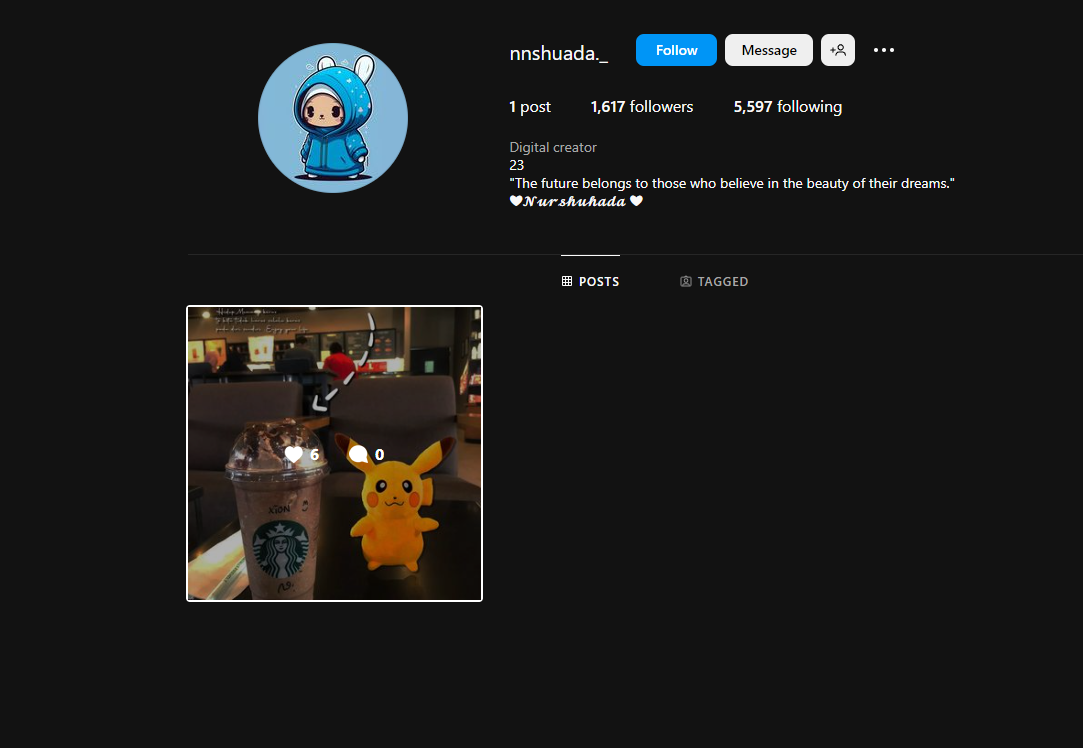 nnshuada._
Follow
Message
1 post
1,617 followers
5,597 following
Digital creator
23
"The future belongs to those who believe in the beauty of their dreams."
🤍𝓝𝓾𝓻𝓼𝓱𝓾𝓱𝓪𝓭𝓪 🤍
POSTS
TAGGED
6
0
XION